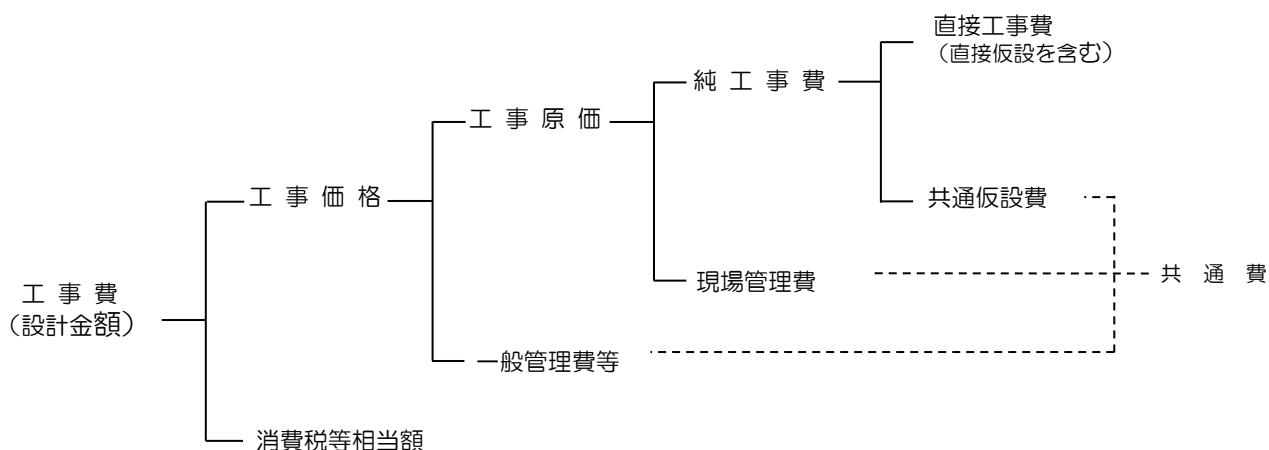 直接工事費
（直接仮設を含む）
純工事費
工事原価
工事価格
共通仮設費
共通費
現場管理費
工事費
（設計金額）
一般管理費等
消費税等相当額